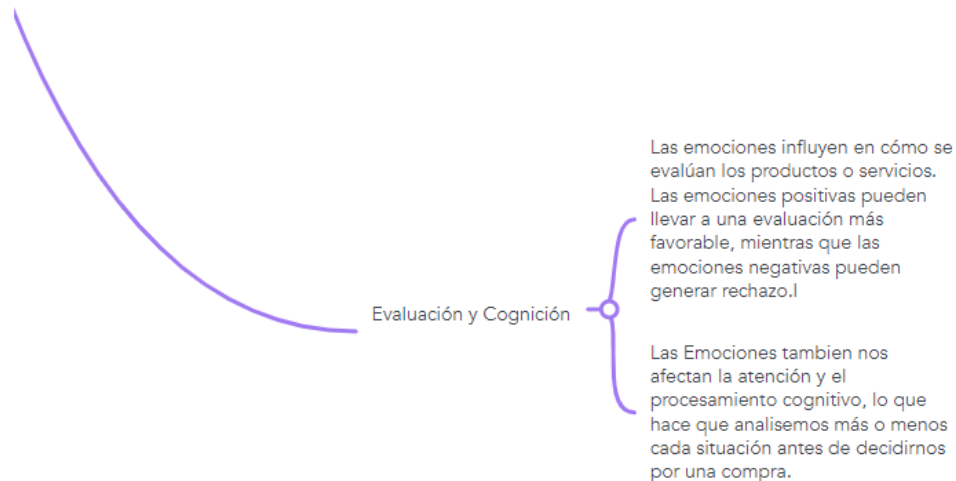 Las emociones influyen en cómo se
evalúan los productos o servicios.
Las emociones positivas pueden
llevar a una evaluación más
favorable, mientras que las
emociones negativas pueden
generar rechazo.l
Evaluación y Cognición
Las Emociones tambien nos
afectan la atención y el
procesamiento cognitivo, lo que
hace que analisemos más o menos
cada situación antes de decidirnos
por una compra.